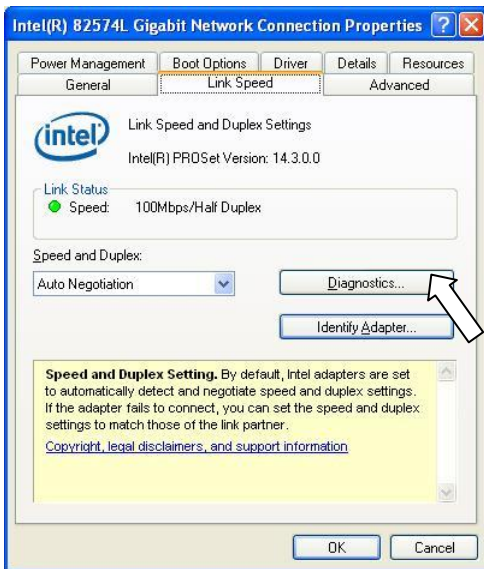 Intel(R) 82574L Gigabit Network Connection Properties
Power Management Boot Options Driver Details Resources
General Link Speed Advanced
intel
Link Speed and Duplex Settings
Intel(R) PROSet Version: 14.3.0.0
Link Status
Speed: 100Mbps/Half Duplex
Speed and Duplex:
Auto Negotiation
Diagnostics...
Identify Adapter...
Speed and Duplex Setting. By default, Intel adapters are set
to automatically detect and negotiate speed and duplex settings.
If the adapter fails to connect, you can set the speed and duplex
settings to match those of the link partner.
Copyright, legal disclaimers, and support information
OK Cancel